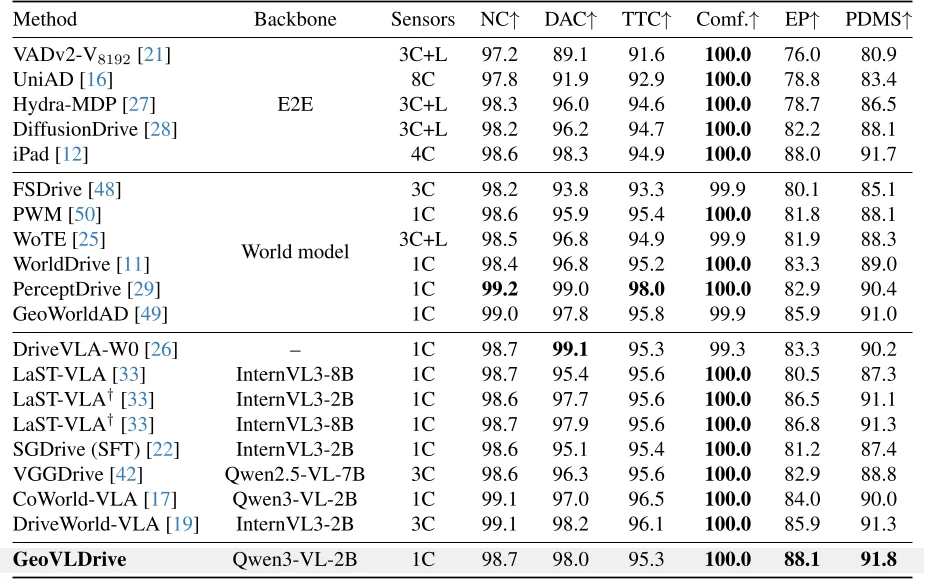 Method Backbone Sensors NC↑ DAC↑ TTC↑ Comf.↑ EP↑ PDMS↑
VADv2-V8192 [21] 3C+L 97.2 89.1 91.6 100.0 76.0 80.9
UniAD [16] 8C 97.8 91.9 92.9 100.0 78.8 83.4
Hydra-MDP [27] E2E 3C+L 98.3 96.0 94.6 100.0 78.7 86.5
DiffusionDrive [28] 3C+L 98.2 96.2 94.7 100.0 82.2 88.1
iPad [12] 4C 98.6 98.3 94.9 100.0 88.0 91.7
FSDrive [48] 3C 98.2 93.8 93.3 99.9 80.1 85.1
PWM [50] 1C 98.6 95.9 95.4 100.0 81.8 88.1
WoTE [25] 3C+L 98.5 96.8 94.9 99.9 81.9 88.3
World model
WorldDrive [11] 1C 98.4 96.8 95.2 100.0 83.3 89.0
PerceptDrive [29] 1C 99.2 99.0 98.0 100.0 82.9 90.4
GeoWorldAD [49] 1C 99.0 97.8 95.8 99.9 85.9 91.0
DriveVLA-W0 [26] – 1C 98.7 99.1 95.3 99.3 83.3 90.2
LaST-VLA [33] InternVL3-8B 1C 98.7 95.4 95.6 100.0 80.5 87.3
LaST-VLA† [33] InternVL3-2B 1C 98.6 97.7 95.6 100.0 86.5 91.1
LaST-VLA† [33] InternVL3-8B 1C 98.7 97.9 95.6 100.0 86.8 91.3
SGDrive (SFT) [22] InternVL3-2B 1C 98.6 95.1 95.4 100.0 81.2 87.4
VGGDrive [42] Qwen2.5-VL-7B 3C 98.6 96.3 95.6 100.0 82.9 88.8
CoWorld-VLA [17] Qwen3-VL-2B 1C 99.1 97.0 96.5 100.0 84.0 90.0
DriveWorld-VLA [19] InternVL3-2B 3C 99.1 98.2 96.1 100.0 85.9 91.3
GeoVLDrive Qwen3-VL-2B 1C 98.7 98.0 95.3 100.0 88.1 91.8